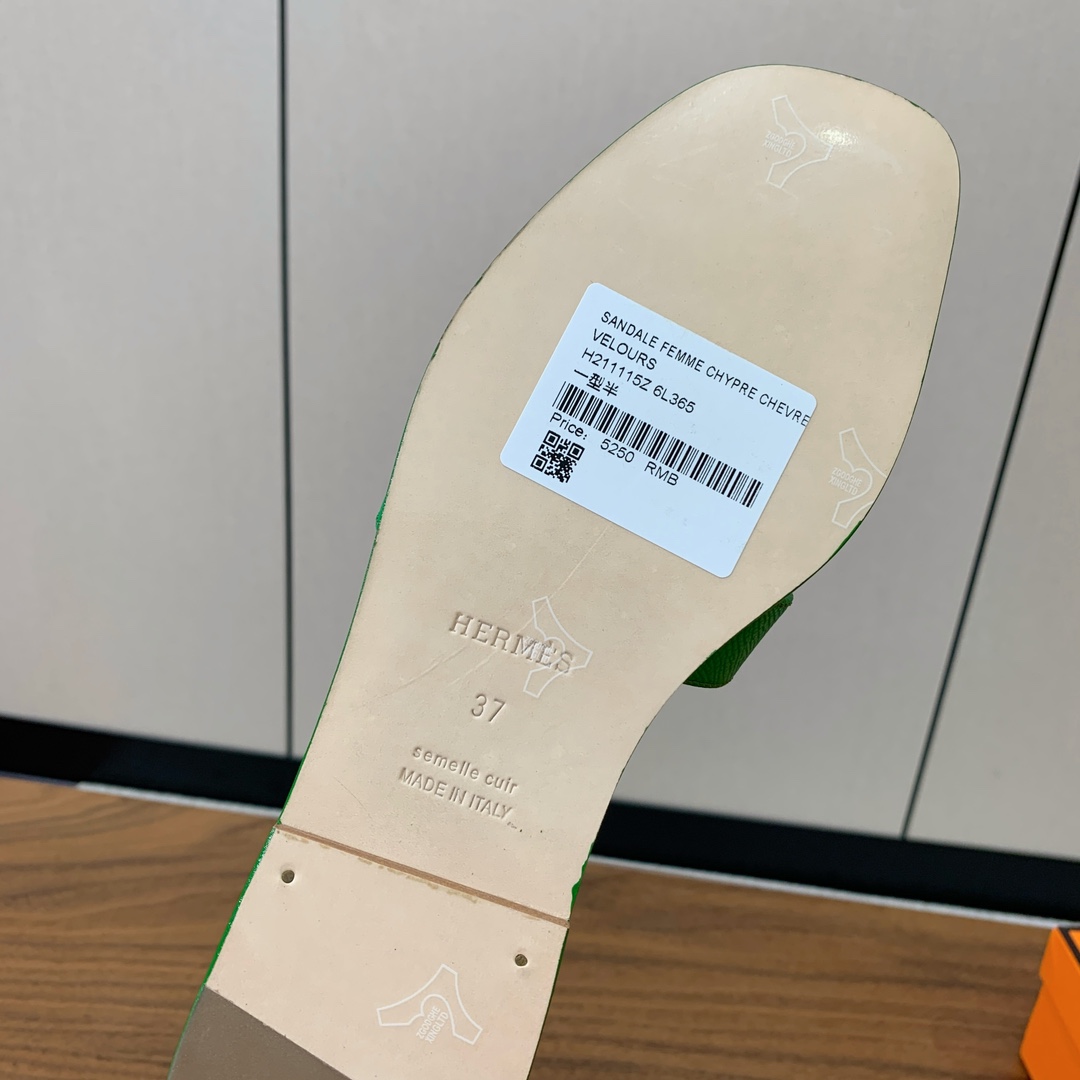 SANDALE FEMME CHYPRE CHEVRE
VELOURS
H211115Z 6L365
一型半
Price: 5250 RMB
HERMÈS
37
semelle cuir
MADE IN ITALY